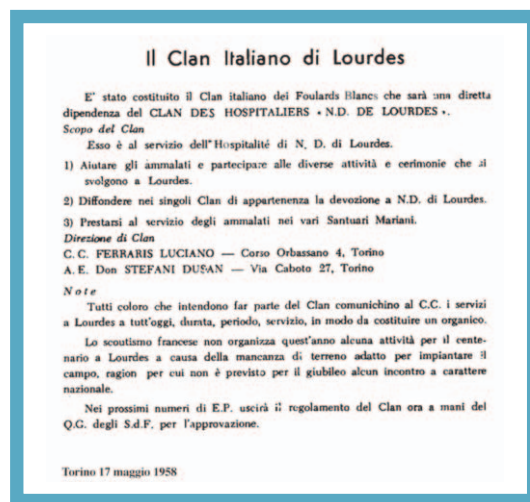 Il Clan Italiano di Lourdes
E' stato costituito il Clan italiano dei Foulards Blancs che sarà una diretta
dipendenza del CLAN DES HOSPITALIERS « N.D. DE LOURDES ».
Scopo del Clan
Esso è al servizio dell'Hospitalité di N. D. di Lourdes.
1) Aiutare gli ammalati e partecipare alle diverse attività e cerimonie che si
svolgono a Lourdes.
2) Diffondere nei singoli Clan di appartenenza la devozione a N.D. di Lourdes.
3) Prestarsi al servizio degli ammalati nei vari Santuari Mariani.
Direzione di Clan
C. C. FERRARIS LUCIANO — Corso Orbassano 4, Torino
A. E. Don STEFANI DUSAN — Via Caboto 27, Torino
Note
Tutti coloro che intendono far parte del Clan comunichino al C.C. i servizi
a Lourdes a tutt'oggi, durata, periodo, servizio, in modo da costituire un organico.
Lo scoutismo francese non organizza quest'anno alcuna attività per il cente-
nario a Lourdes a causa della mancanza di terreno adatto per impiantare il
campo, ragion per cui non è previsto per il giubileo alcun incontro a carattere
nazionale.
Nei prossimi numeri di E.P. uscirà il regolamento del Clan ora a mani del
Q.G. degli S.d.F. per l'approvazione.
Torino 17 maggio 1958